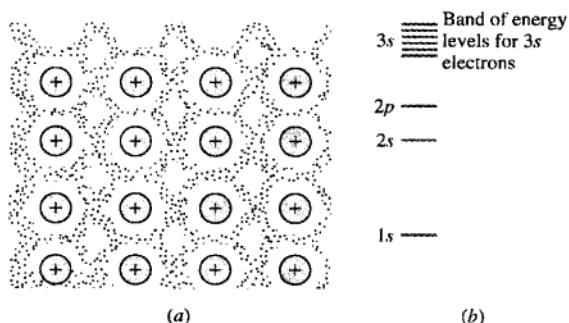 + + + +
+ + + +
+ + + +
+ + + +
(a)
3s
Band of energy
levels for 3s
electrons
2p
2s
1s
(b)